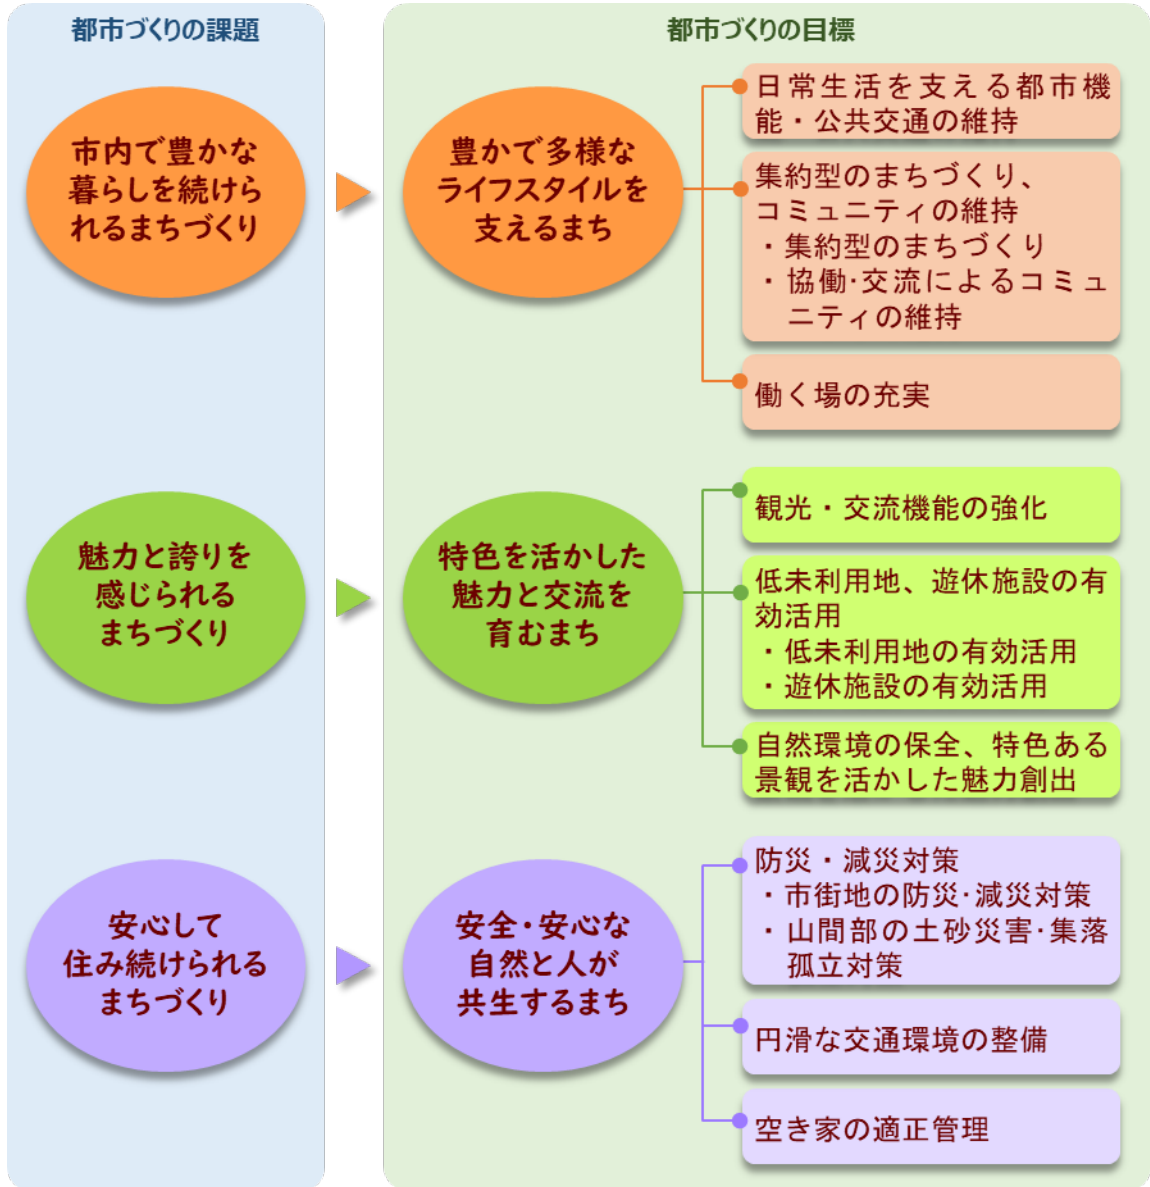 都市づくりの課題
都市づくりの目標
市内で豊かな
暮らしを続けら
れるまちづくり
豊かで多様な
ライフスタイルを
支えるまち
日常生活を支える都市機
能・公共交通の維持
集約型のまちづくり、
コミュニティの維持
・集約型のまちづくり
・協働・交流によるコミュ
ニティの維持
働く場の充実
魅力と誇りを
感じられる
まちづくり
特色を活かした
魅力と交流を
育むまち
観光・交流機能の強化
低未利用地、遊休施設の有
効活用
・低未利用地の有効活用
・遊休施設の有効活用
自然環境の保全、特色ある
景観を活かした魅力創出
安心して
住み続けられる
まちづくり
安全・安心な
自然と人が
共生するまち
防災・減災対策
・市街地の防災・減災対策
・山間部の土砂災害・集落
孤立対策
円滑な交通環境の整備
空き家の適正管理